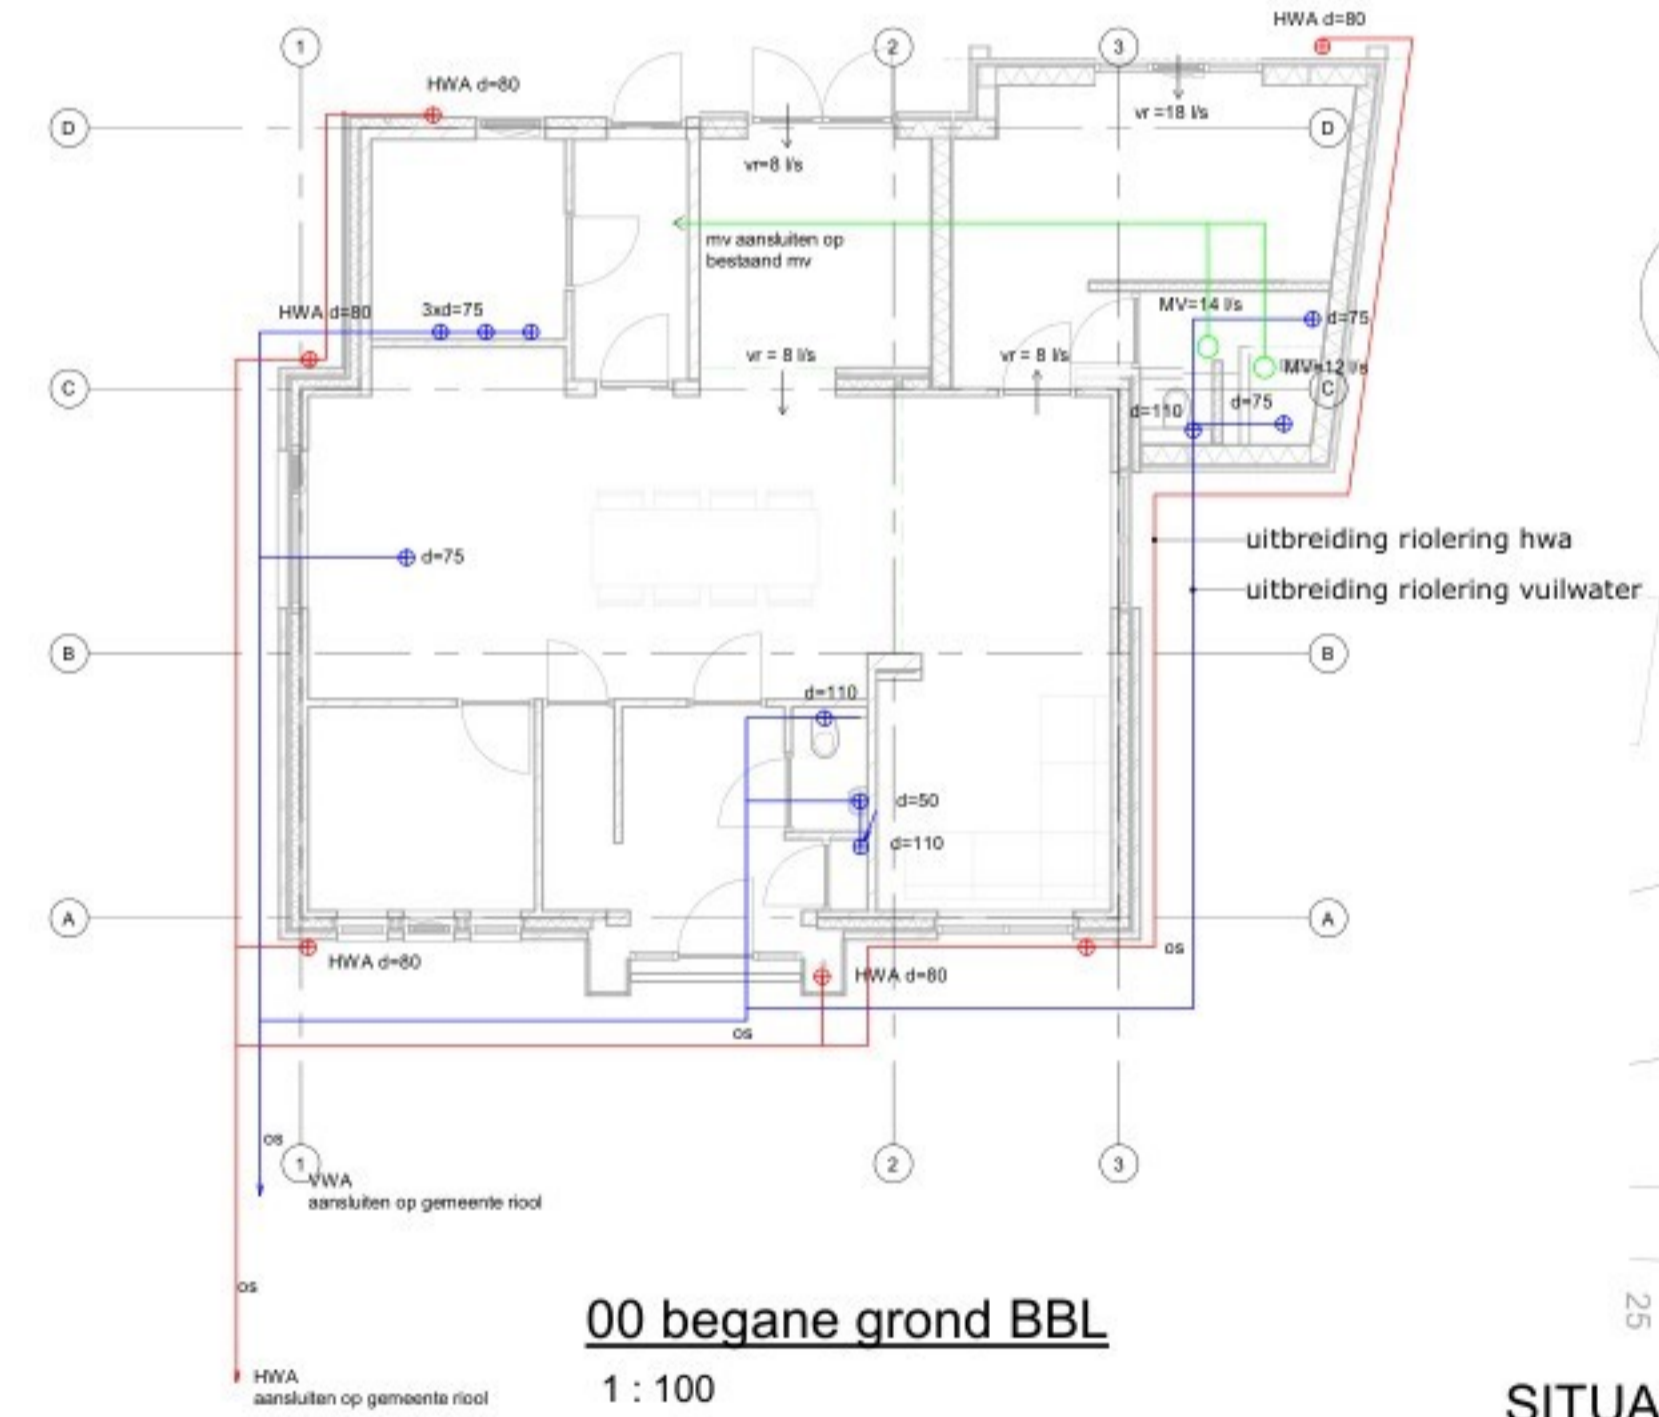 HWA d=80
1
2
3
HWA d=80
vr =18 l/s
D
D
vr=8 l/s
mv aansluiten op
bestaand mv
HWA d=80
3xd=75
MV=14 l/s
d=75
vr = 8 l/s
vr = 8 l/s
MV=12 l/s
C
C
d=110
d=75
uitbreiding riolering hwa
d=75
uitbreiding riolering vuilwater
B
B
d=110
d=50
d=110
A
A
os
HWA d=80
HWA d=80
os
os
1
2
3
VWA
aansluiten op gemeente riool
os
HWA
aansluiten op gemeente riool
00 begane grond BBL
1 : 100
25
SITUA